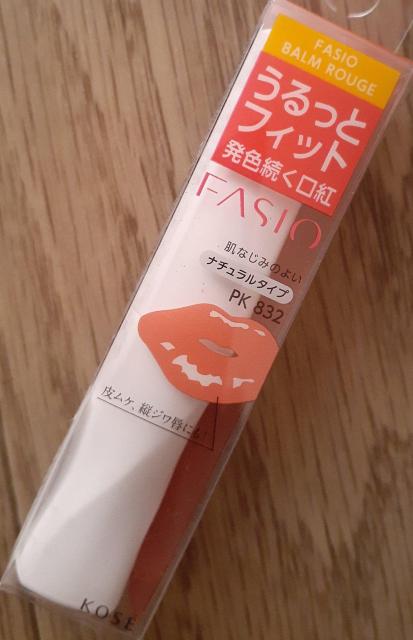 FASIO
BALM ROUGE
うるっと
フィット
発色続く口紅
FASIO
肌なじみのよい
ナチュラルタイプ
PK 832
皮ムケ、縦ジワ唇にも!
KOSE